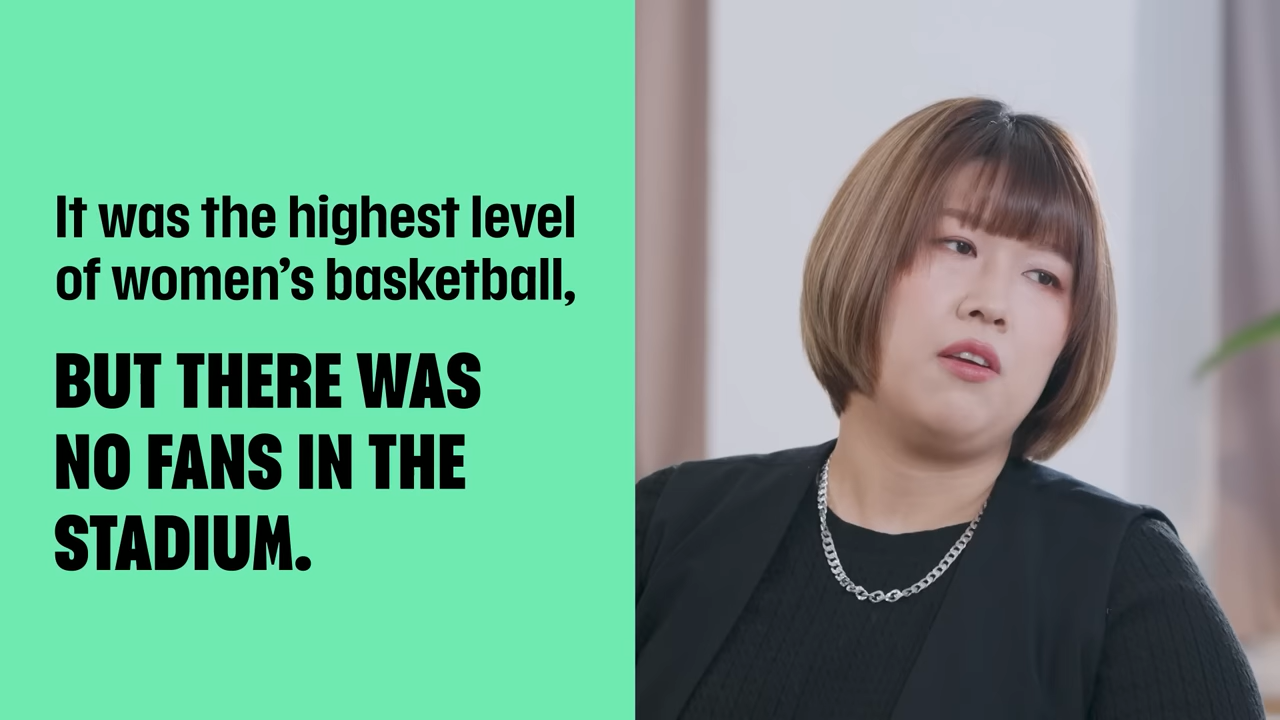 It was the highest level
of women’s basketball,
BUT THERE WAS
NO FANS IN THE
STADIUM.